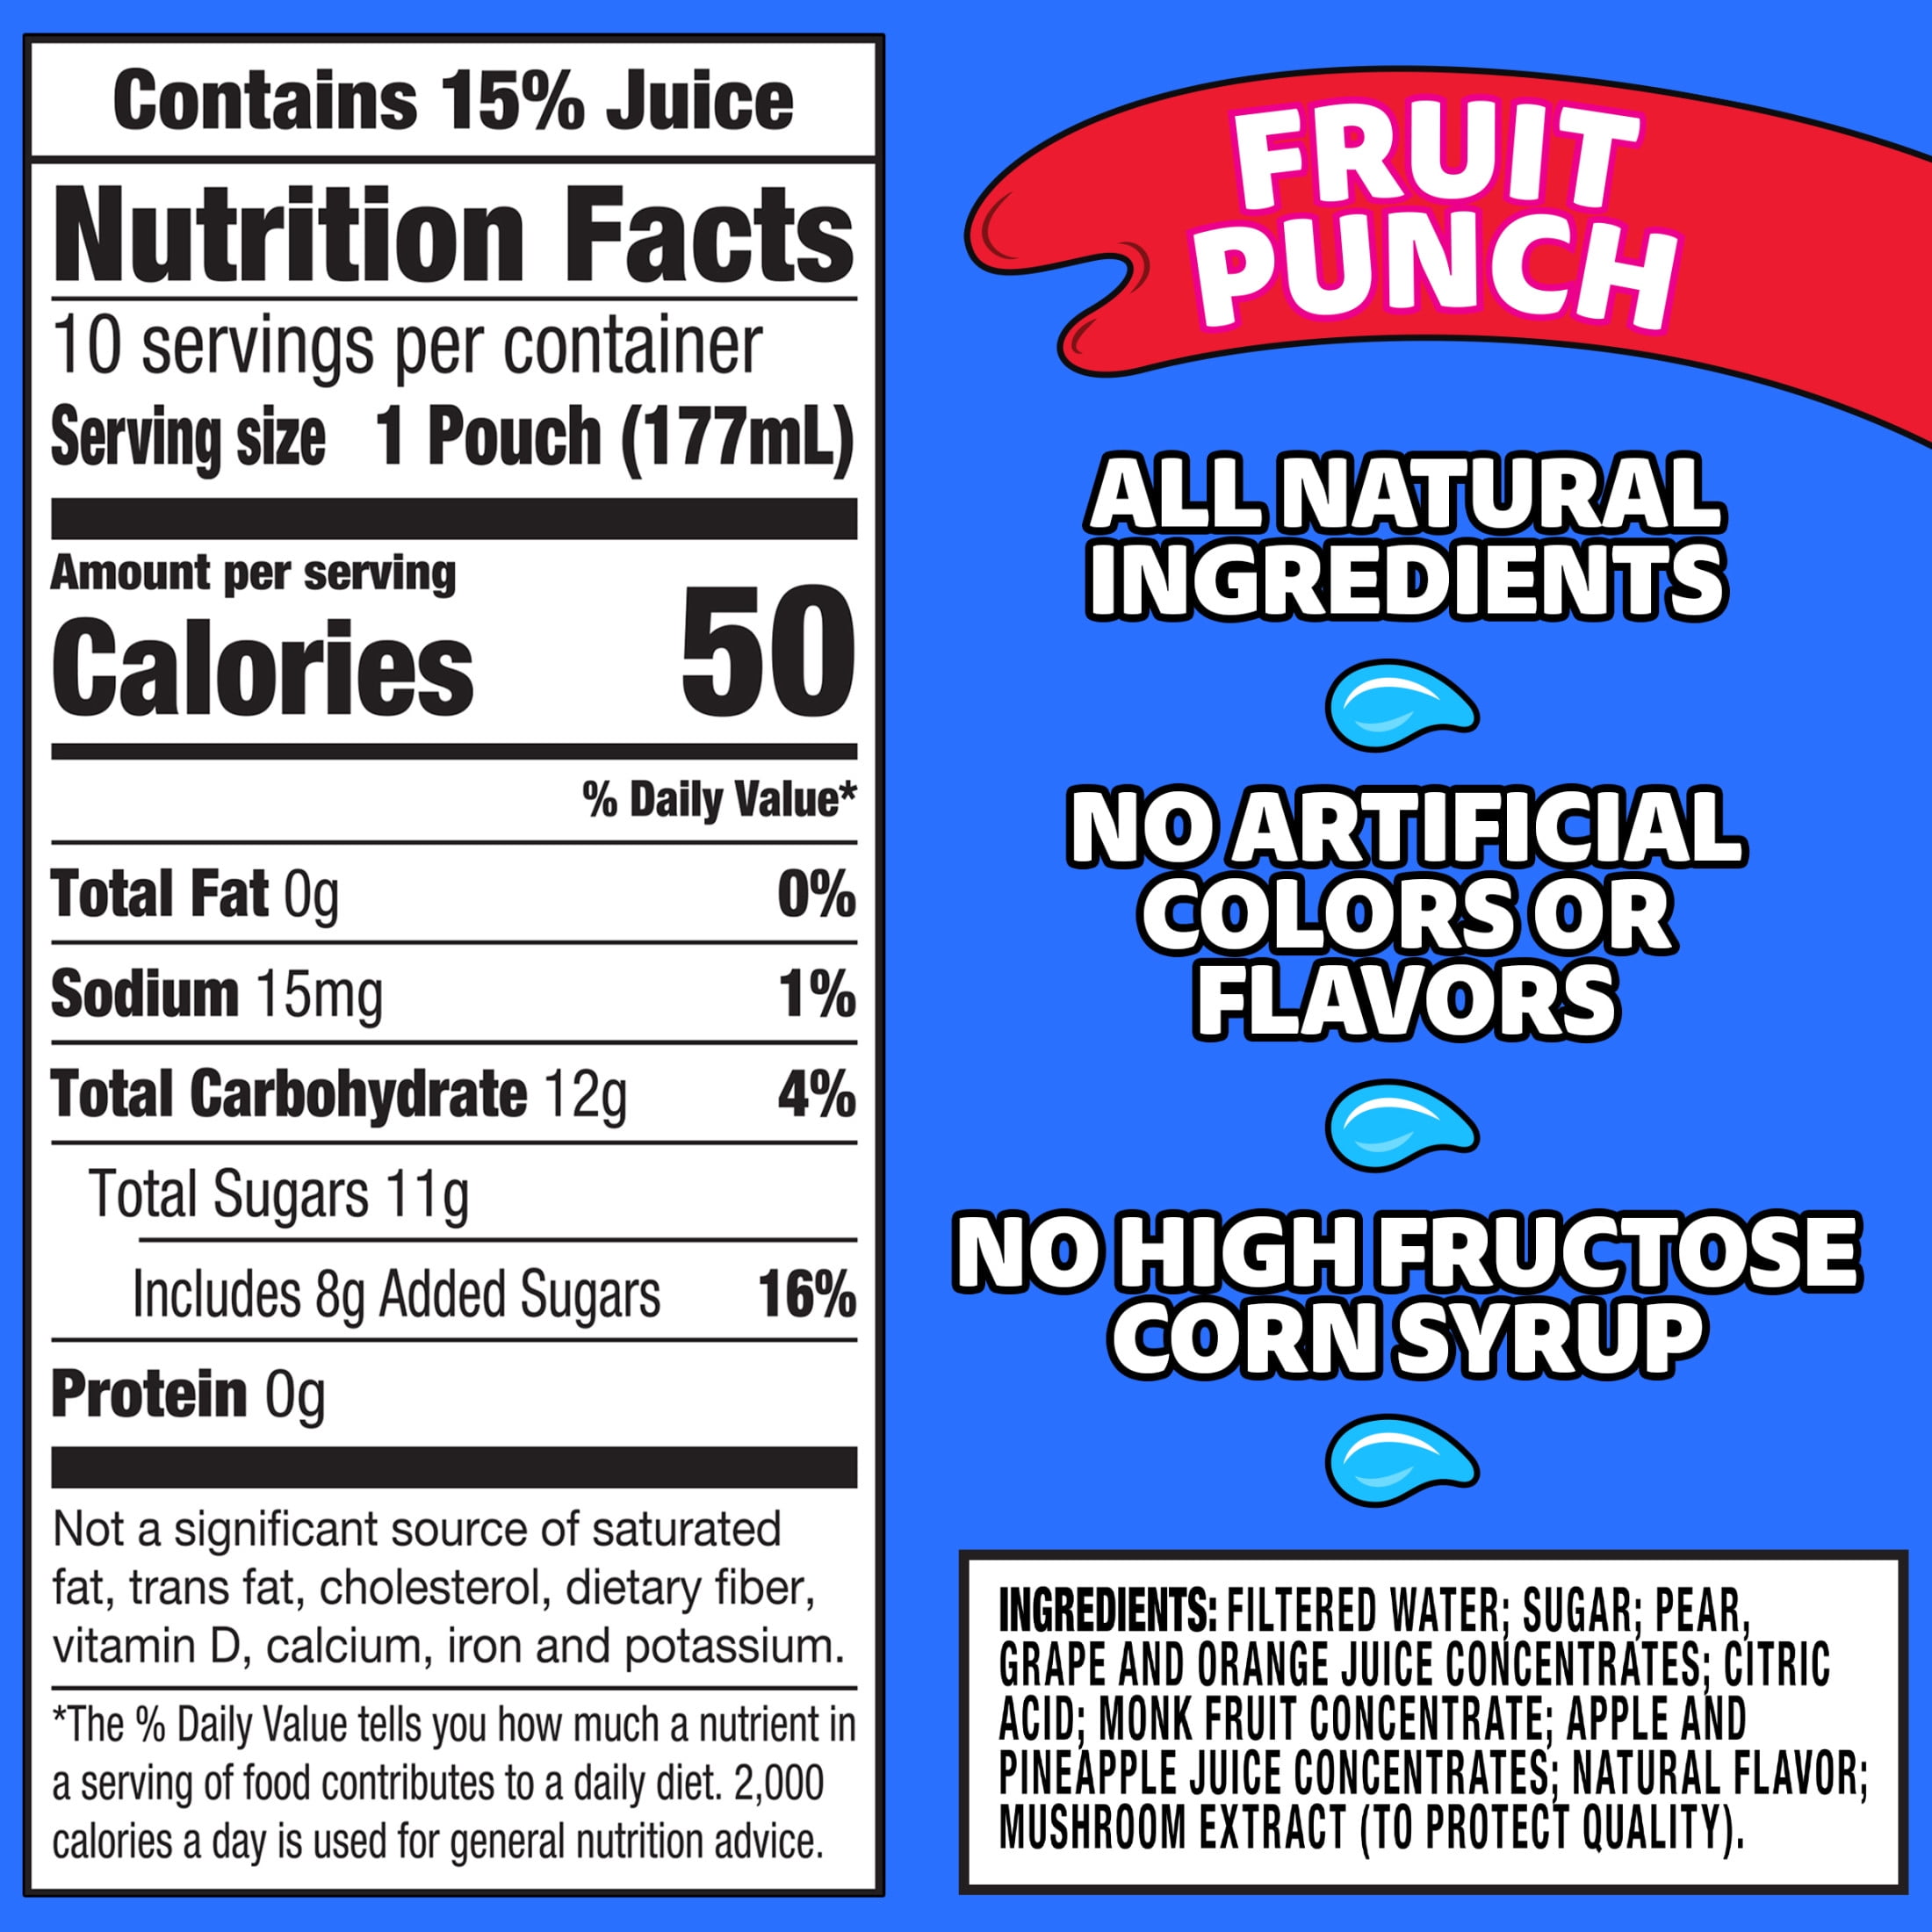 Contains 15% Juice
Nutrition Facts
10 servings per container
Serving size 1 Pouch (177mL)
Amount per serving
Calories 50
% Daily Value*
Total Fat 0g 0%
Sodium 15mg 1%
Total Carbohydrate 12g 4%
Total Sugars 11g
Includes 8g Added Sugars 16%
Protein 0g
Not a significant source of saturated
fat, trans fat, cholesterol, dietary fiber,
vitamin D, calcium, iron and potassium.
*The % Daily Value tells you how much a nutrient in
a serving of food contributes to a daily diet. 2,000
calories a day is used for general nutrition advice.
FRUIT
PUNCH
ALL NATURAL
INGREDIENTS
NO ARTIFICIAL
COLORS OR
FLAVORS
NO HIGH FRUCTOSE
CORN SYRUP
INGREDIENTS: FILTERED WATER; SUGAR; PEAR,
GRAPE AND ORANGE JUICE CONCENTRATES; CITRIC
ACID; MONK FRUIT CONCENTRATE; APPLE AND
PINEAPPLE JUICE CONCENTRATES; NATURAL FLAVOR;
MUSHROOM EXTRACT (TO PROTECT QUALITY).